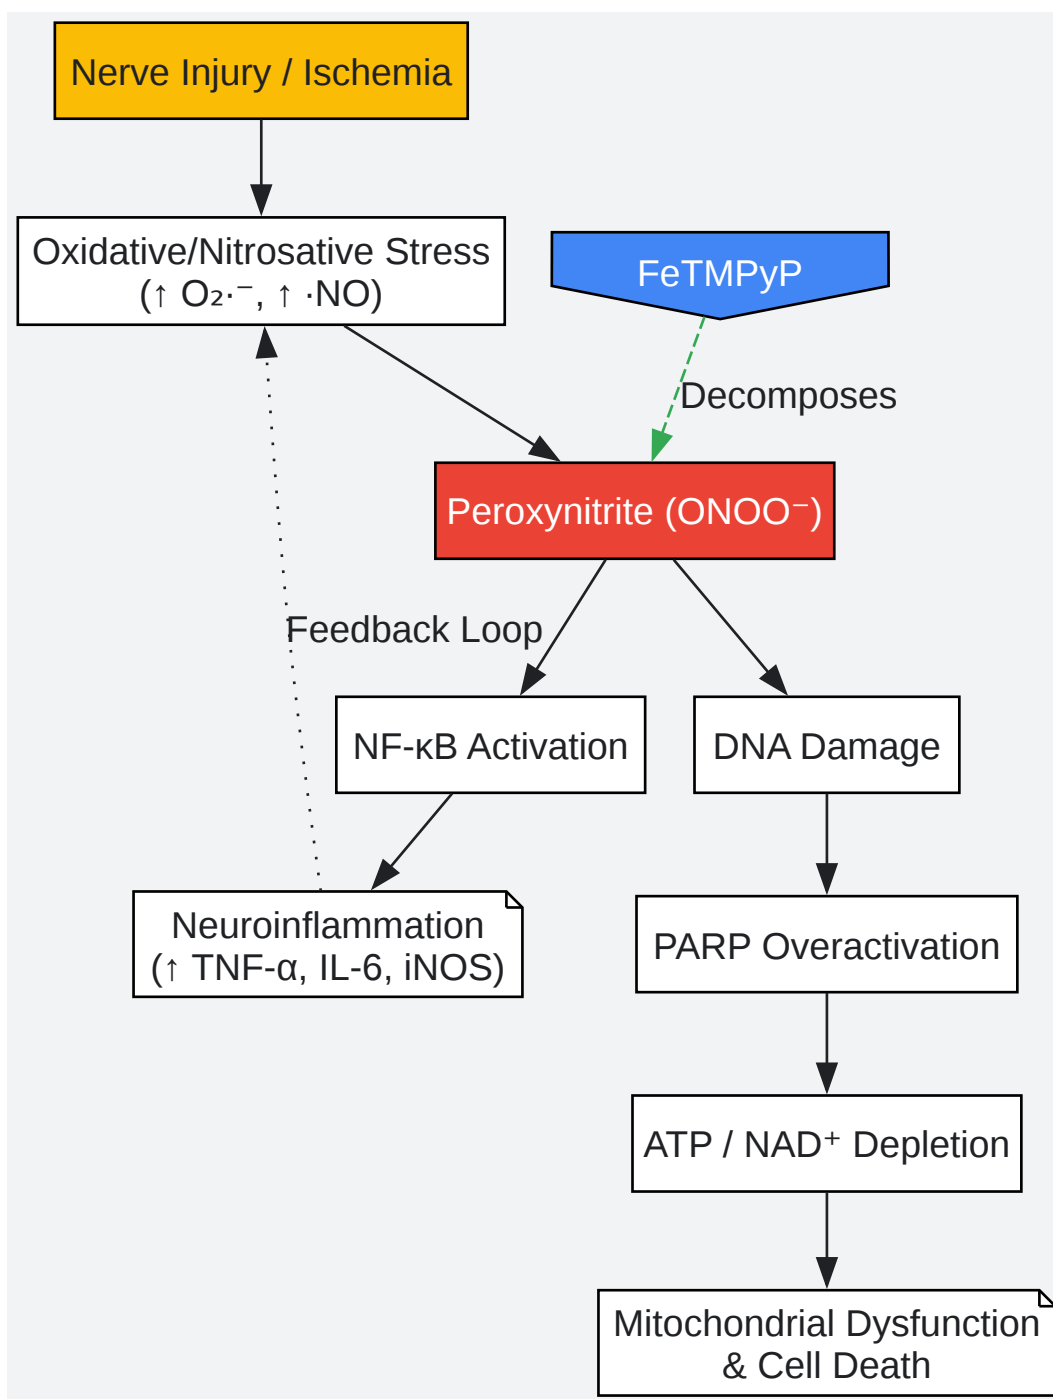 Nerve Injury / Ischemia
Oxidative/Nitrosative Stress
(↑ O₂·⁻, ↑ ·NO)
FeTMPyP
Decomposes
Peroxynitrite (ONOO⁻)
Feedback Loop
NF-κB Activation
DNA Damage
Neuroinflammation
(↑ TNF-α, IL-6, iNOS)
PARP Overactivation
ATP / NAD⁺ Depletion
Mitochondrial Dysfunction
& Cell Death